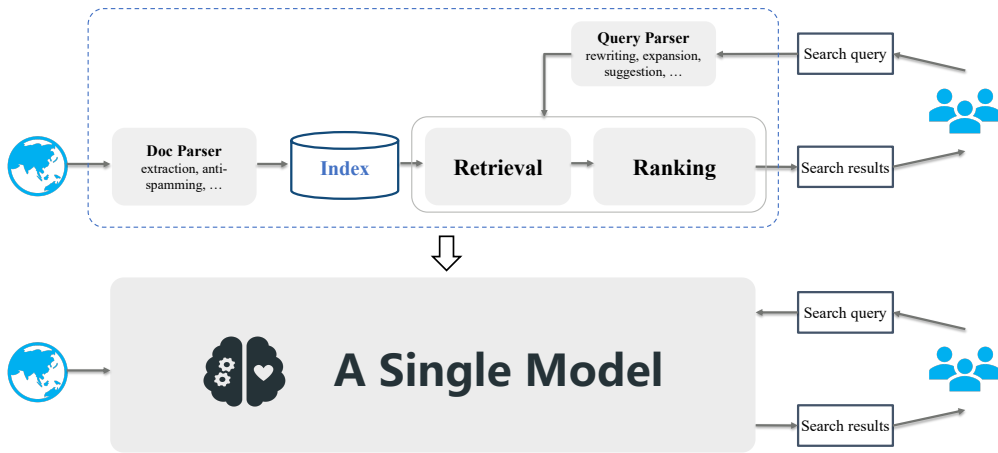 Query Parser
rewriting, expansion,
suggestion, …
Search query
Doc Parser
extraction, anti-
spamming, …
Index
Retrieval
Ranking
Search results
Search query
A Single Model
Search results